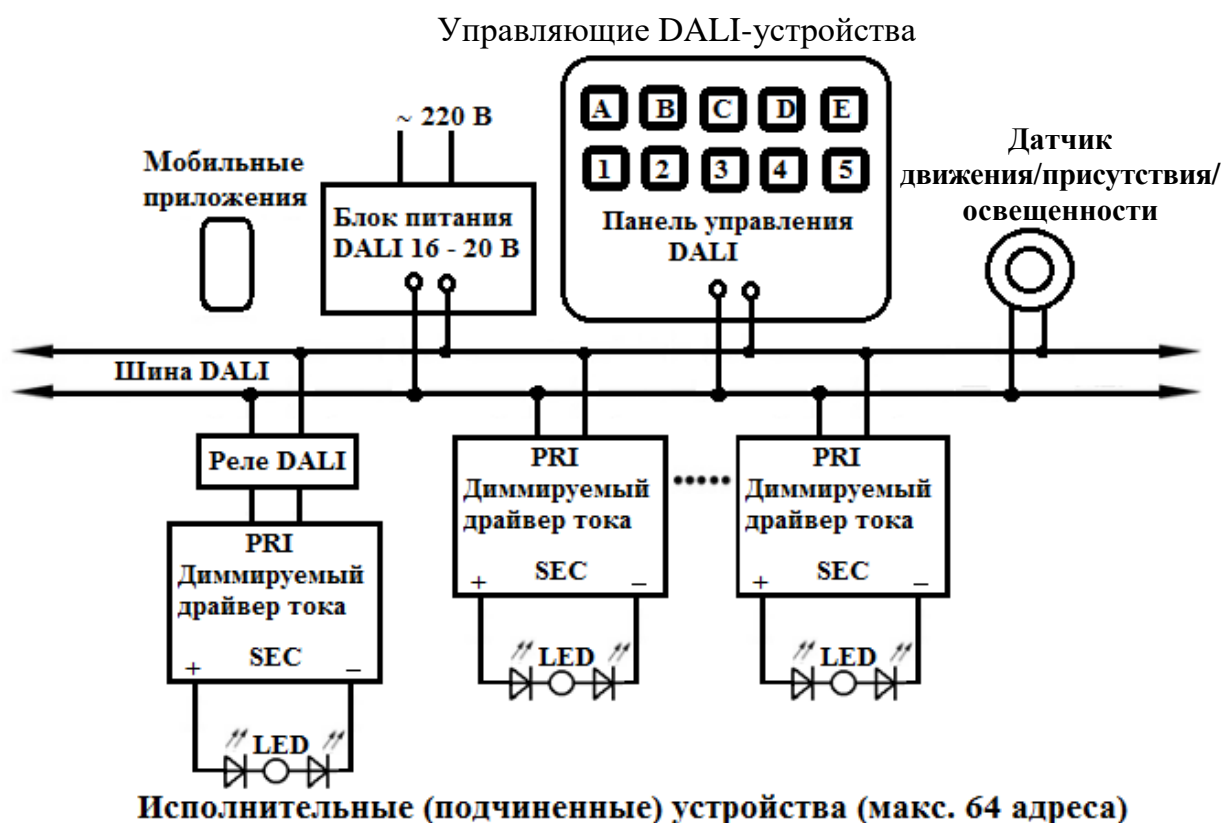 Управляющие DALI-устройства
~ 220 В
Мобильные
приложения
Блок питания
DALI 16 - 20 В
A B C D E
1 2 3 4 5
Панель управления
DALI
Датчик
движения/присутствия/
освещенности
Шина DALI
Реле DALI
PRI
Диммируемый
драйвер тока
SEC
+ –
LED
PRI
Диммируемый
драйвер тока
SEC
+ –
LED
PRI
Диммируемый
драйвер тока
SEC
+ –
LED
Исполнительные (подчиненные) устройства (макс. 64 адреса)